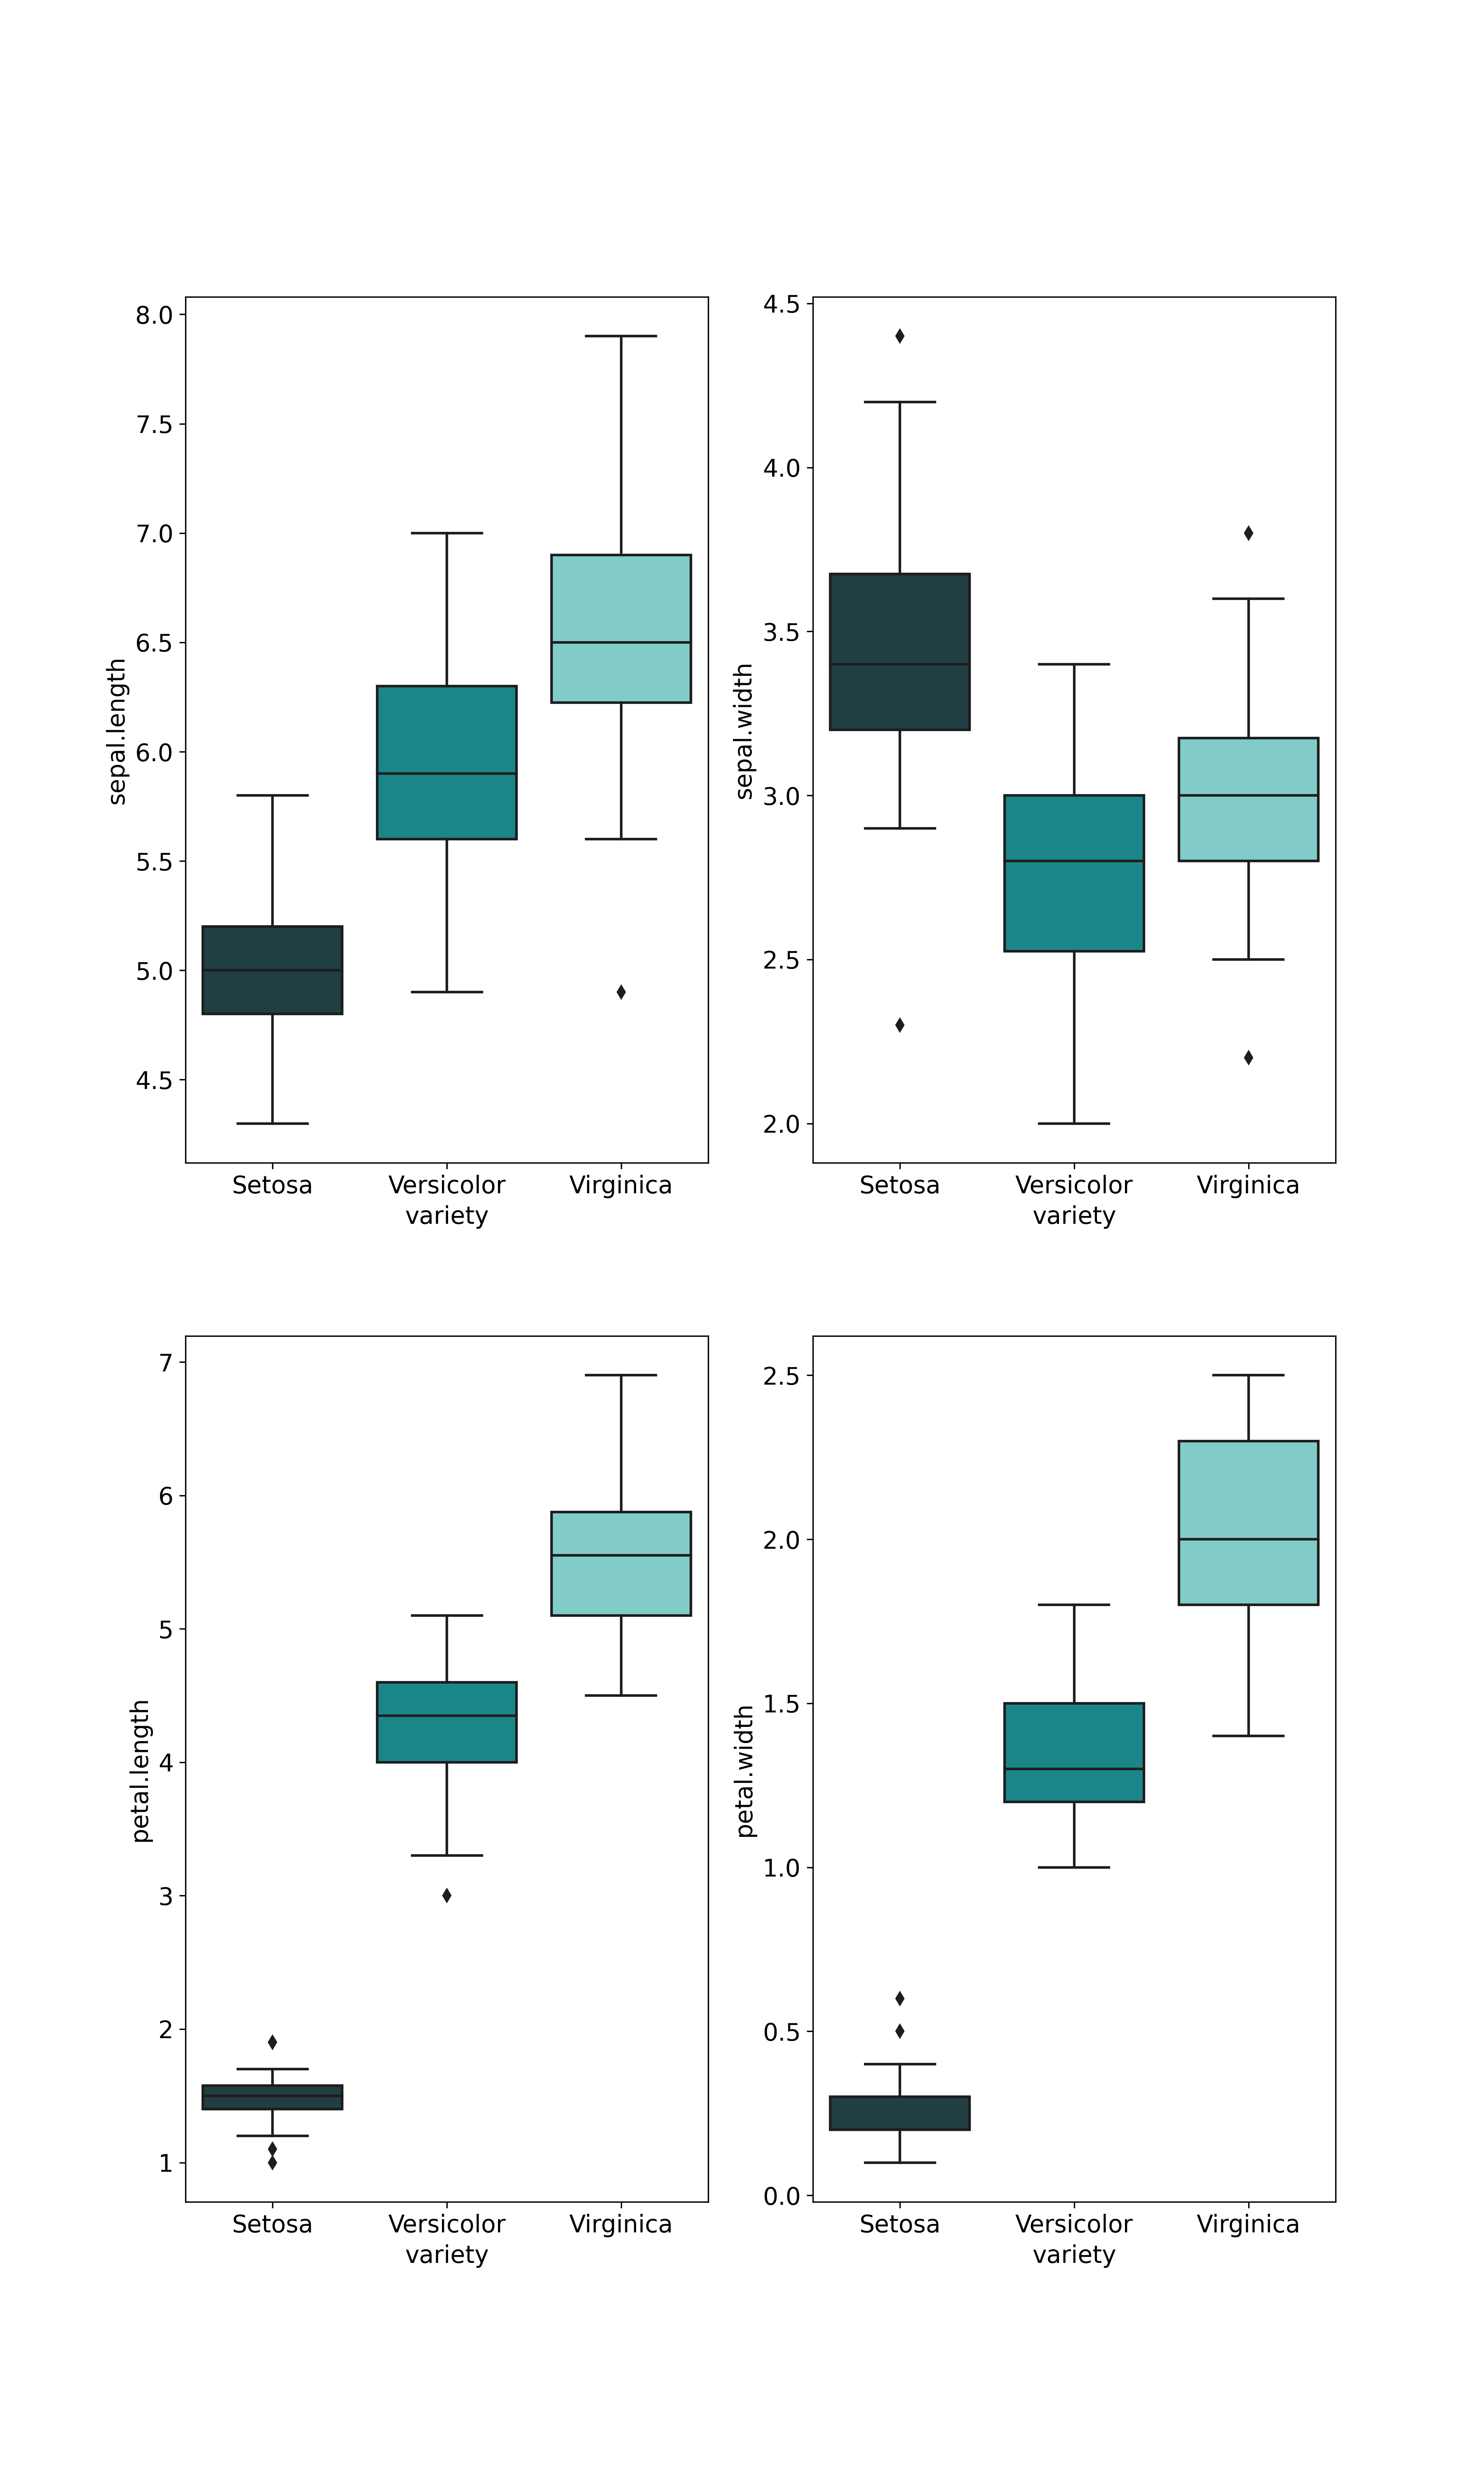 8.0
7.5
7.0
6.5
6.0
5.5
5.0
4.5
sepal.length
Setosa Versicolor Virginica
variety
4.5
4.0
3.5
3.0
2.5
2.0
sepal.width
Setosa Versicolor Virginica
variety
7
6
5
4
3
2
1
petal.length
Setosa Versicolor Virginica
variety
2.5
2.0
1.5
1.0
0.5
0.0
petal.width
Setosa Versicolor Virginica
variety